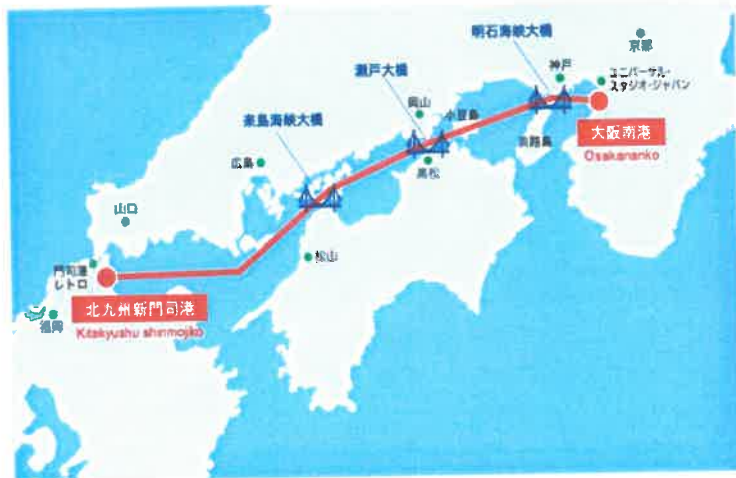 明石海峡大橋
京都
瀬戸大橋
神戸
ユニバーサル・
スタジオ・ジャパン
岡山
小豆島
大阪南港
Osakananko
来島海峡大橋
淡路島
広島
高松
山口
松山
門司港
レトロ
北九州新門司港
Kitakyushu shinmojiko
福岡